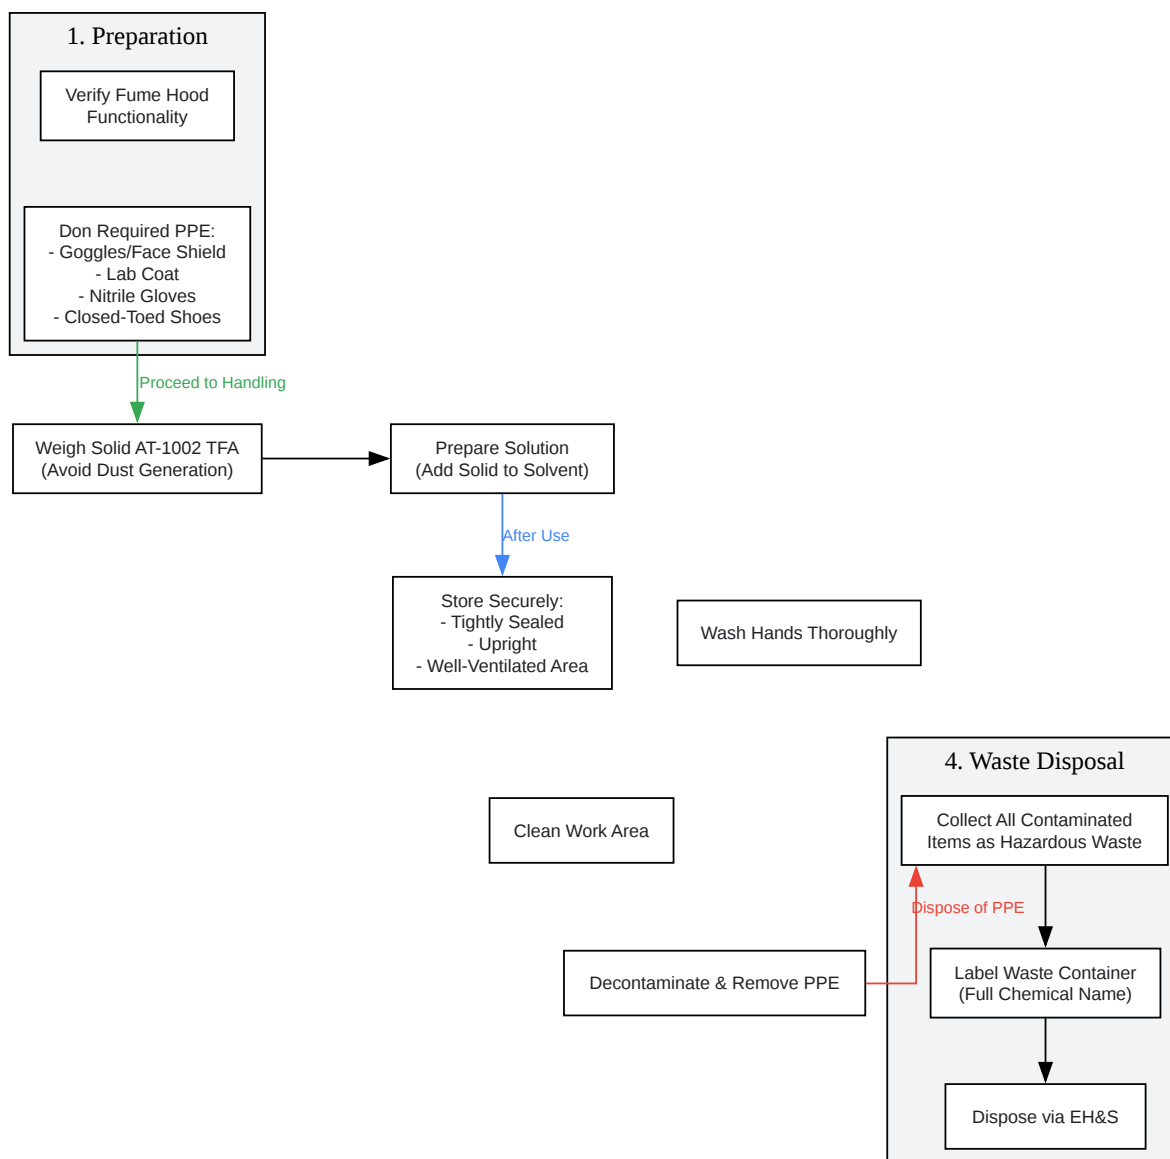 1. Preparation
Verify Fume Hood
Functionality
Don Required PPE:
- Goggles/Face Shield
- Lab Coat
- Nitrile Gloves
- Closed-Toed Shoes
Proceed to Handling
Weigh Solid AT-1002 TFA
(Avoid Dust Generation)
Prepare Solution
(Add Solid to Solvent)
After Use
Store Securely:
- Tightly Sealed
- Upright
- Well-Ventilated Area
Wash Hands Thoroughly
4. Waste Disposal
Collect All Contaminated
Items as Hazardous Waste
Clean Work Area
Dispose of PPE
Decontaminate & Remove PPE
Label Waste Container
(Full Chemical Name)
Dispose via EH&S